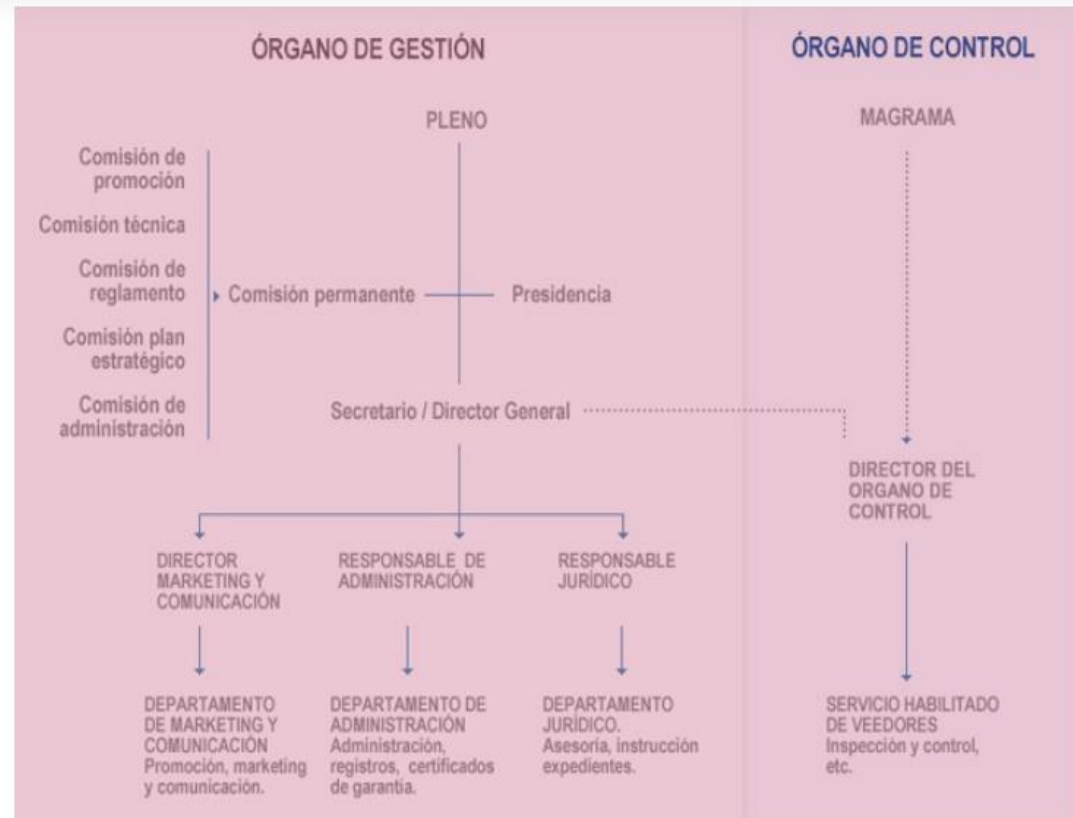 ÓRGANO DE GESTIÓN
ÓRGANO DE CONTROL
PLENO
MAGRAMA
Comisión de
promoción
Comisión técnica
Comisión de
reglamento
Comisión plan
estratégico
Comisión de
administración
Comisión permanente
Presidencia
Secretario / Director General
DIRECTOR DEL
ORGANO DE
CONTROL
DIRECTOR
MARKETING Y
COMUNICACIÓN
RESPONSABLE DE
ADMINISTRACIÓN
RESPONSABLE
JURÍDICO
DEPARTAMENTO
DE MARKETING Y
COMUNICACIÓN
Promoción, marketing
y comunicación.
DEPARTAMENTO DE
ADMINISTRACIÓN
Administración,
registros, certificados
de garantía.
DEPARTAMENTO
JURÍDICO.
Asesoría, instrucción
expedientes.
SERVICIO HABILITADO
DE VEEDORES
Inspección y control,
etc.